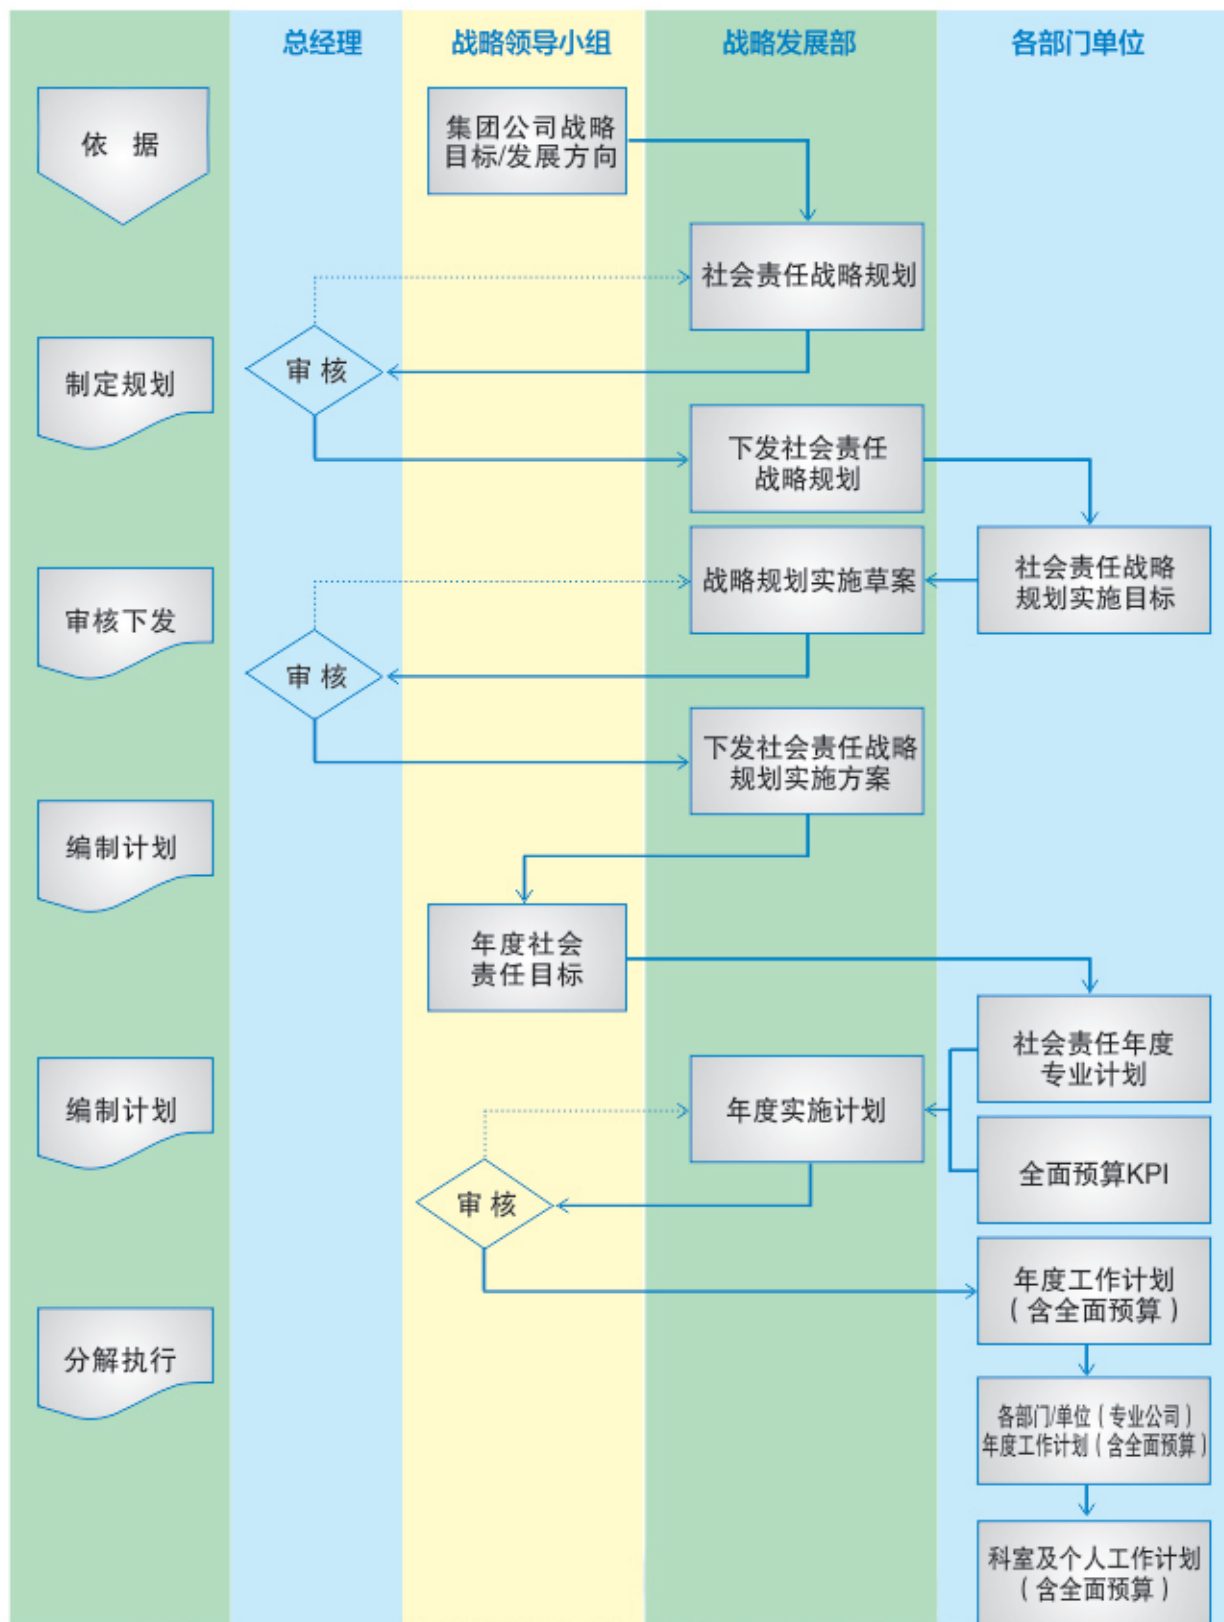 总经理
战略领导小组
战略发展部
各部门单位
依 据
集团公司战略
目标/发展方向
社会责任战略规划
制定规划
审 核
下发社会责任
战略规划
社会责任战略
规划实施目标
战略规划实施草案
审核下发
审 核
下发社会责任战略
规划实施方案
编制计划
年度社会
责任目标
社会责任年度
专业计划
编制计划
年度实施计划
全面预算KPI
审 核
年度工作计划
(含全面预算)
分解执行
各部门/单位(专业公司)
年度工作计划(含全面预算)
科室及个人工作计划
(含全面预算)